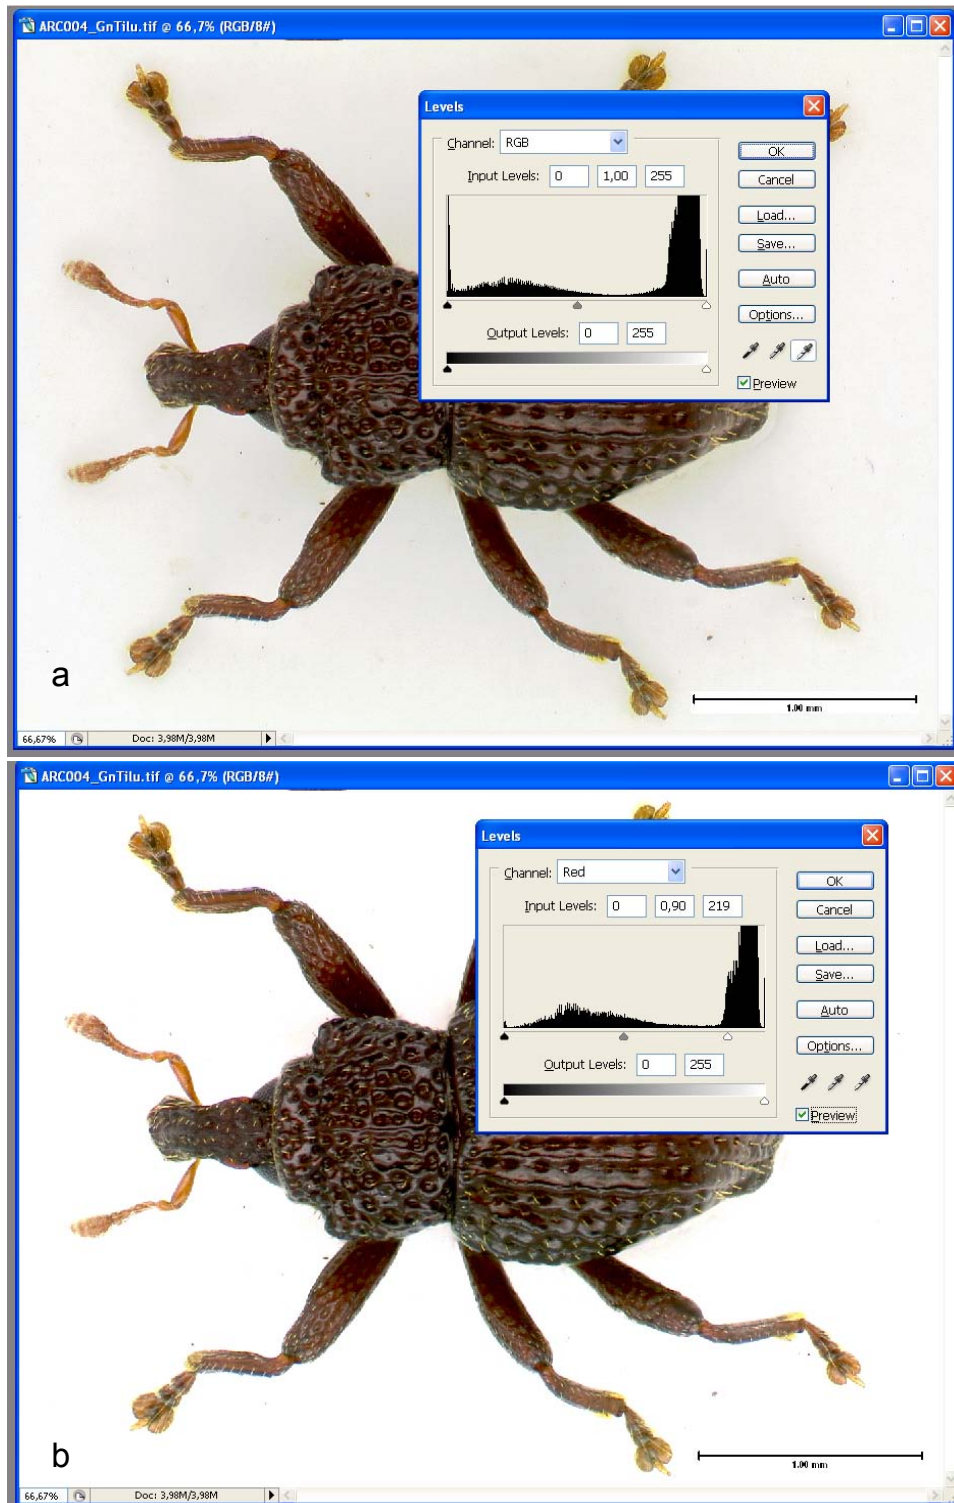 ARC004_GnTilu.tif @ 66,7% (RGB/8#)
Levels
Channel: RGB
OK
Input Levels: 0 1,00 255
Cancel
Load...
Save...
Auto
Options...
Output Levels: 0 255
Preview
a
1.00 mm
66,67% Doc: 3,98M/3,98M
ARC004_GnTilu.tif @ 66,7% (RGB/8#)
Levels
Channel: Red
OK
Input Levels: 0 0,90 219
Cancel
Load...
Save...
Auto
Options...
Output Levels: 0 255
Preview
b
1.00 mm
66,67% Doc: 3,98M/3,98M